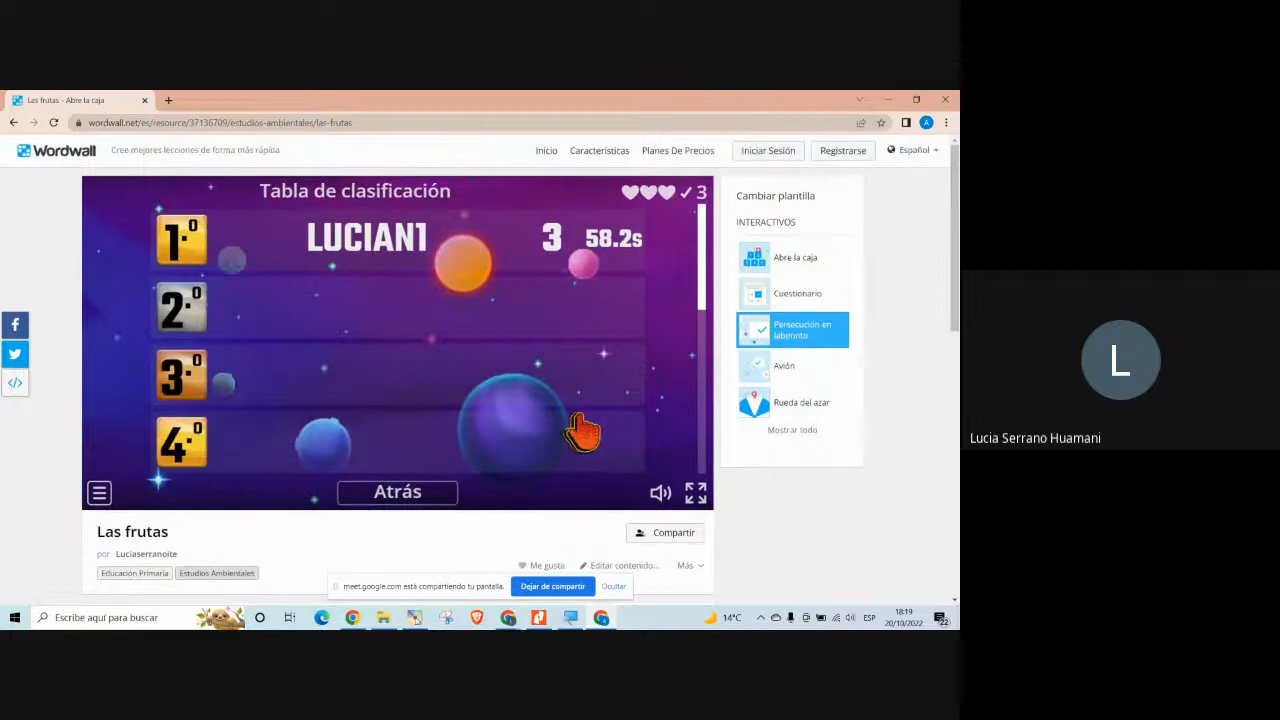 Las frutas - Abre la caja
wordwall.net/es/resource/37136709/estudios-ambientales/las-frutas
A
Wordwall
Cree mejores lecciones de forma más rápida
Inicio
Características
Planes De Precios
Iniciar Sesión
Registrarse
Español
Tabla de clasificación
3
1.º
LUCIAN1
3
58.2s
2.º
3.º
4.º
Atrás
Cambiar plantilla
INTERACTIVOS
Abre la caja
Cuestionario
Persecución en
laberinto
Avión
Rueda del azar
Mostrar todo
Las frutas
Compartir
por Luciaserranoite
Me gusta
Editar contenido...
Más
Educación Primaria
Estudios Ambientales
meet.google.com está compartiendo tu pantalla.
Dejar de compartir
Ocultar
Escribe aquí para buscar
14°C
ESP
18:19
20/10/2022
22
L
Lucia Serrano Huamani